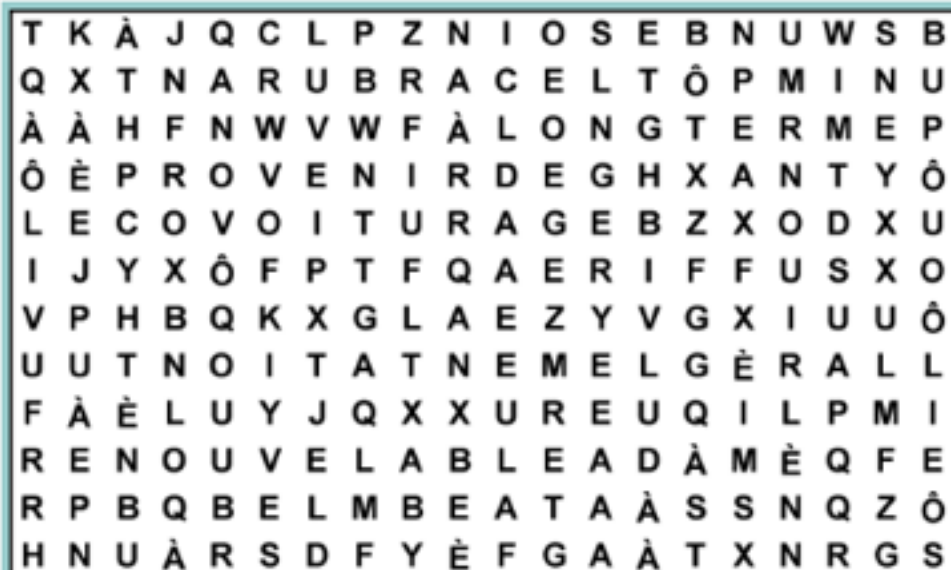 T K À J Q C L P Z N I O S E B N U W S B
Q X T N A R U B R A C E L T Ô P M I N U
À À H F N W V W F À L O N G T E R M E P
Ô È P R O V E N I R D E G H X A N T Y Ô
L E C O V O I T U R A G E B Z X O D X U
I J Y X Ô F P T F Q A E R I F F U S X O
V P H B Q K X G L A E Z Y V G X I U U Ô
U U T N O I T A T N E M E L G È R A L L
F À È L U Y J Q X X U R E U Q I L P M I
R E N O U V E L A B L E A D À M È Q F E
R P B Q B E L M B E A T A À S S N Q Z Ô
H N U À R S D F Y È F G A À T X N R G S